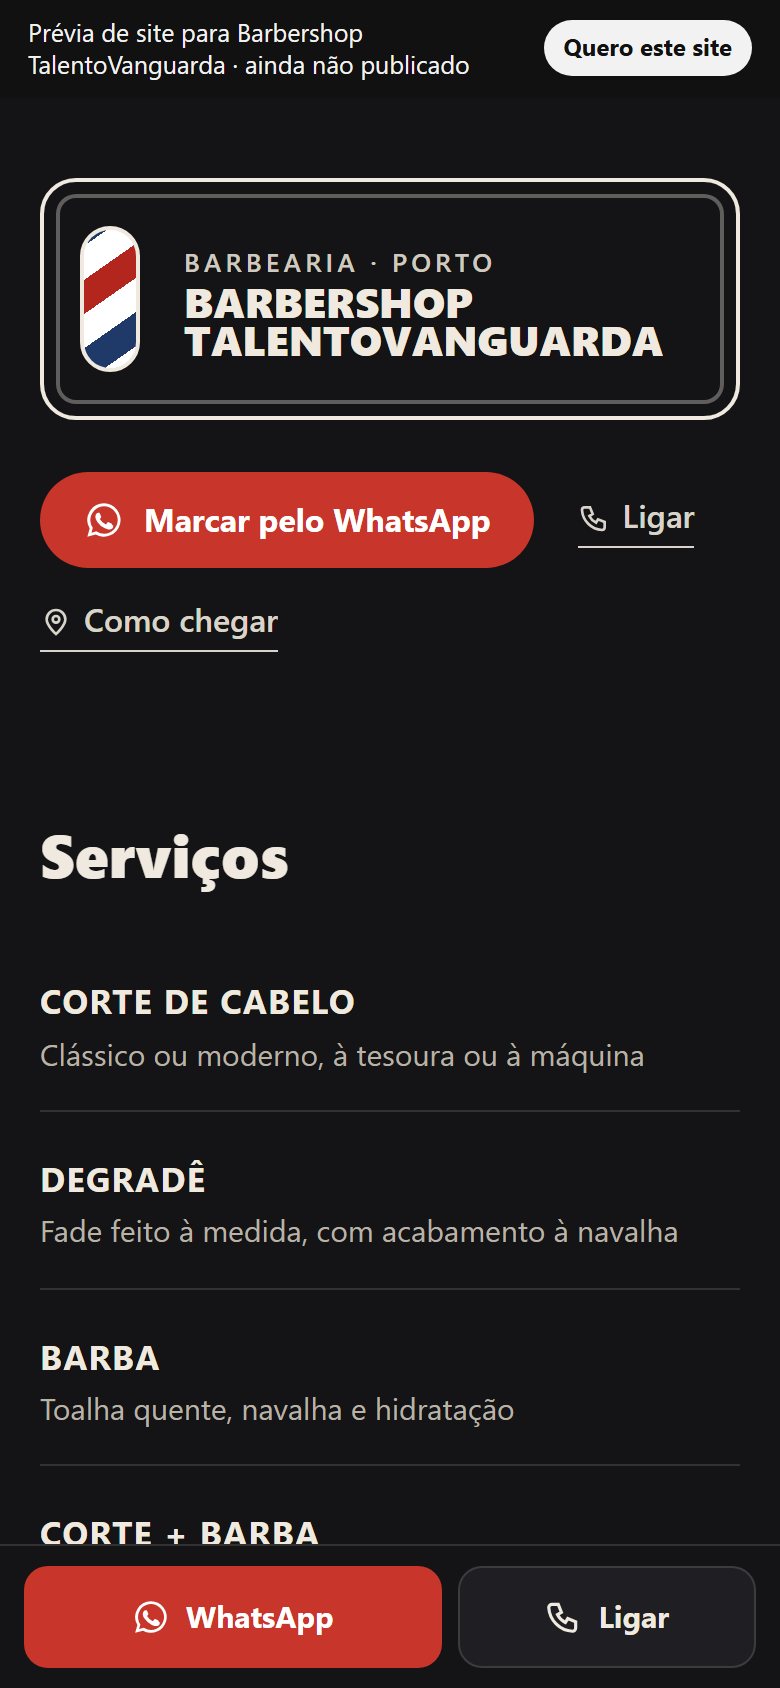 Prévia de site para Barbershop
TalentoVanguarda · ainda não publicado
Quero este site
BARBEARIA · PORTO
BARBERSHOP
TALENTOVANGUARDA
Marcar pelo WhatsApp
Ligar
Como chegar
Serviços
CORTE DE CABELO
Clássico ou moderno, à tesoura ou à máquina
DEGRADÊ
Fade feito à medida, com acabamento à navalha
BARBA
Toalha quente, navalha e hidratação
CORTE + BARBA
WhatsApp
Ligar